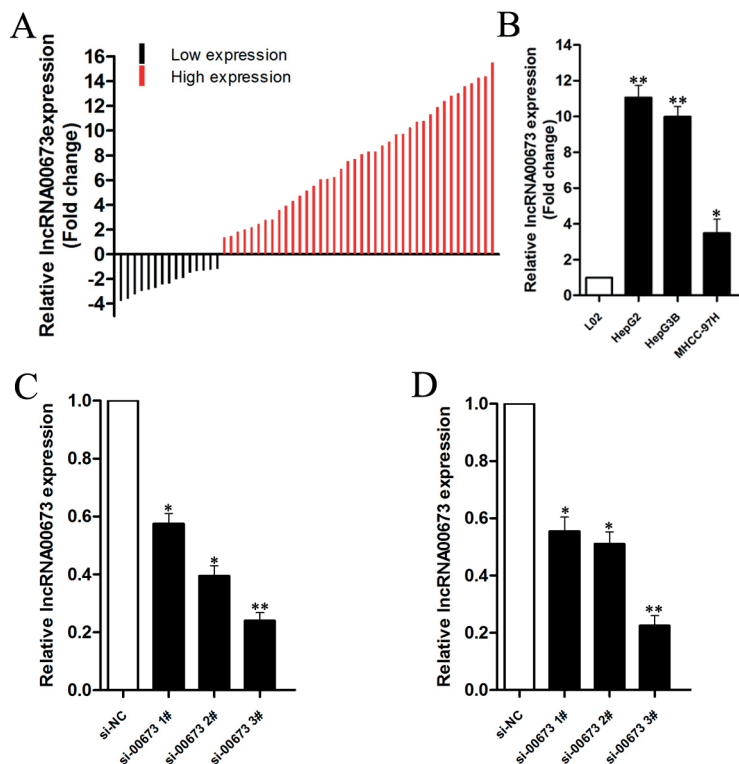 A
Relative lncRNA00673expression
(Fold change)
Low expression
High expression
16
14
12
10
8
6
4
2
0
-2
-4
B
Relative lncRNA00673 expression
(Fold change)
14
12
10
8
6
4
2
0
**
**
*
L02
HepG2
HepG3B
MHCC-97H
C
Relative lncRNA00673 expression
1.0
0.8
0.6
0.4
0.2
0.0
*
*
**
si-NC
si-00673 1#
si-00673 2#
si-00673 3#
D
Relative lncRNA00673 expression
1.0
0.8
0.6
0.4
0.2
0.0
*
*
**
si-NC
si-00673 1#
si-00673 2#
si-00673 3#